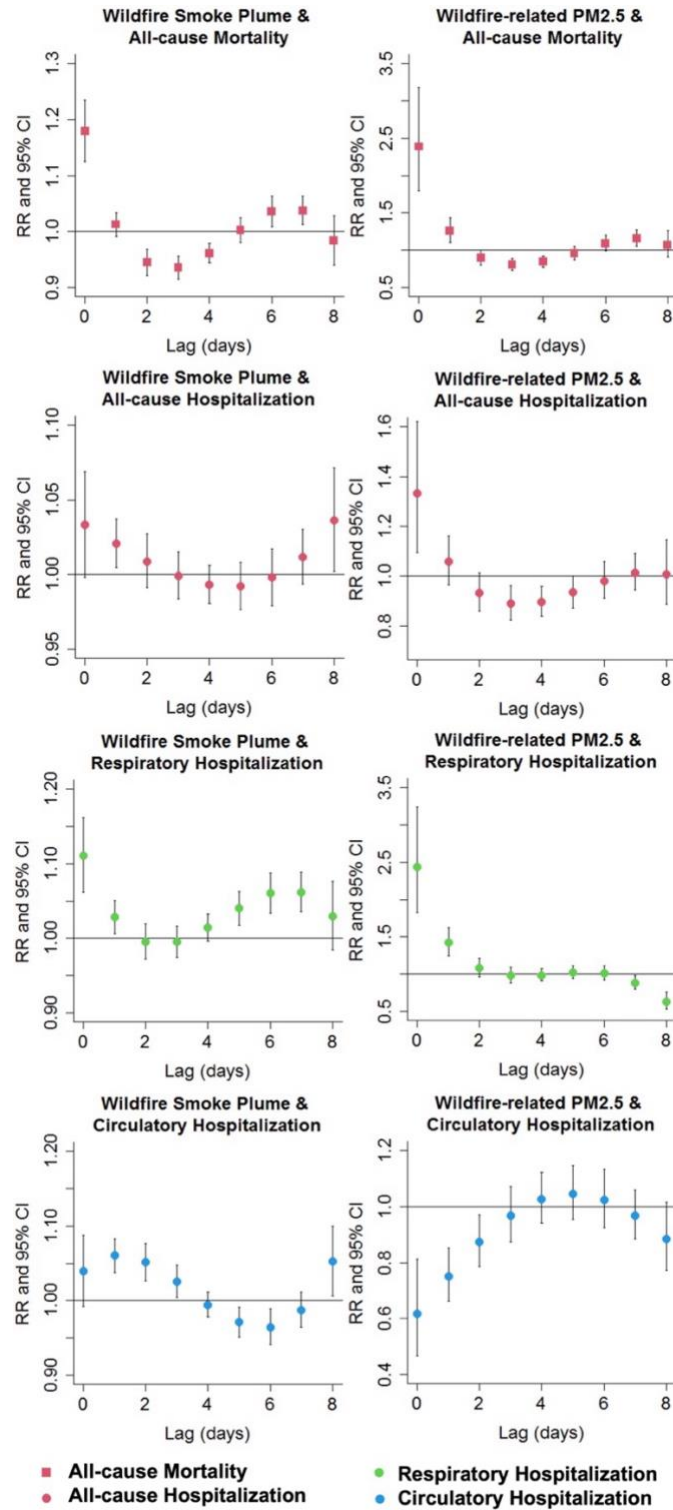 Wildfire Smoke Plume &
All-cause Mortality
RR and 95% CI
1.3
1.2
1.1
1.0
0.9
0 2 4 6 8
Lag (days)
Wildfire-related PM2.5 &
All-cause Mortality
RR and 95% CI
3.5
2.5
1.5
0.5
0 2 4 6 8
Lag (days)
Wildfire Smoke Plume &
All-cause Hospitalization
RR and 95% CI
1.10
1.05
1.00
0.95
0 2 4 6 8
Lag (days)
Wildfire-related PM2.5 &
All-cause Hospitalization
RR and 95% CI
1.6
1.4
1.2
1.0
0.8
0 2 4 6 8
Lag (days)
Wildfire Smoke Plume &
Respiratory Hospitalization
RR and 95% CI
1.20
1.10
1.00
0.90
0 2 4 6 8
Lag (days)
Wildfire-related PM2.5 &
Respiratory Hospitalization
RR and 95% CI
3.5
2.5
1.5
0.5
0 2 4 6 8
Lag (days)
Wildfire Smoke Plume &
Circulatory Hospitalization
RR and 95% CI
1.20
1.10
1.00
0.90
0 2 4 6 8
Lag (days)
Wildfire-related PM2.5 &
Circulatory Hospitalization
RR and 95% CI
1.2
1.0
0.8
0.6
0.4
0 2 4 6 8
Lag (days)
All-cause Mortality
All-cause Hospitalization
Respiratory Hospitalization
Circulatory Hospitalization